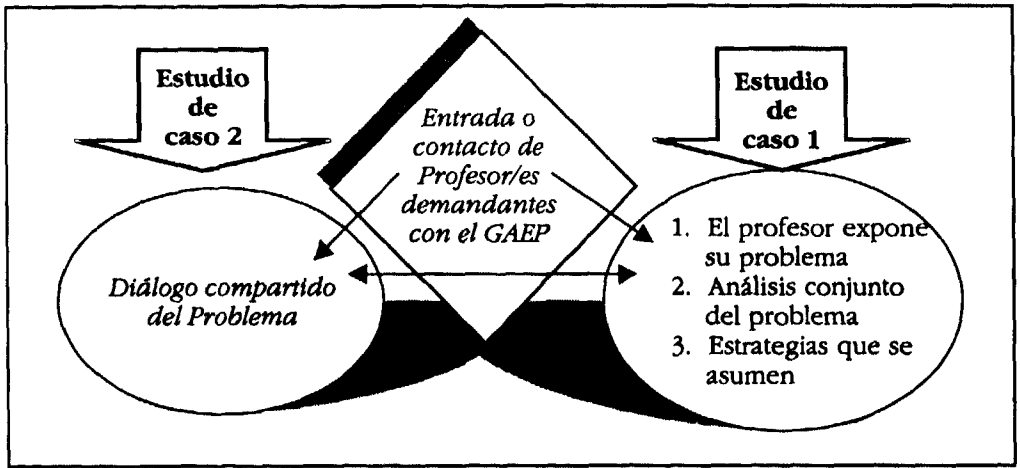 Estudio
de
caso 2
Entrada o
contacto de
Profesor/es
demandantes
con el GAEP
Estudio
de
caso 1
Diálogo compartido
del Problema
1. El profesor expone
su problema
2. Análisis conjunto
del problema
3. Estrategias que se
asumen